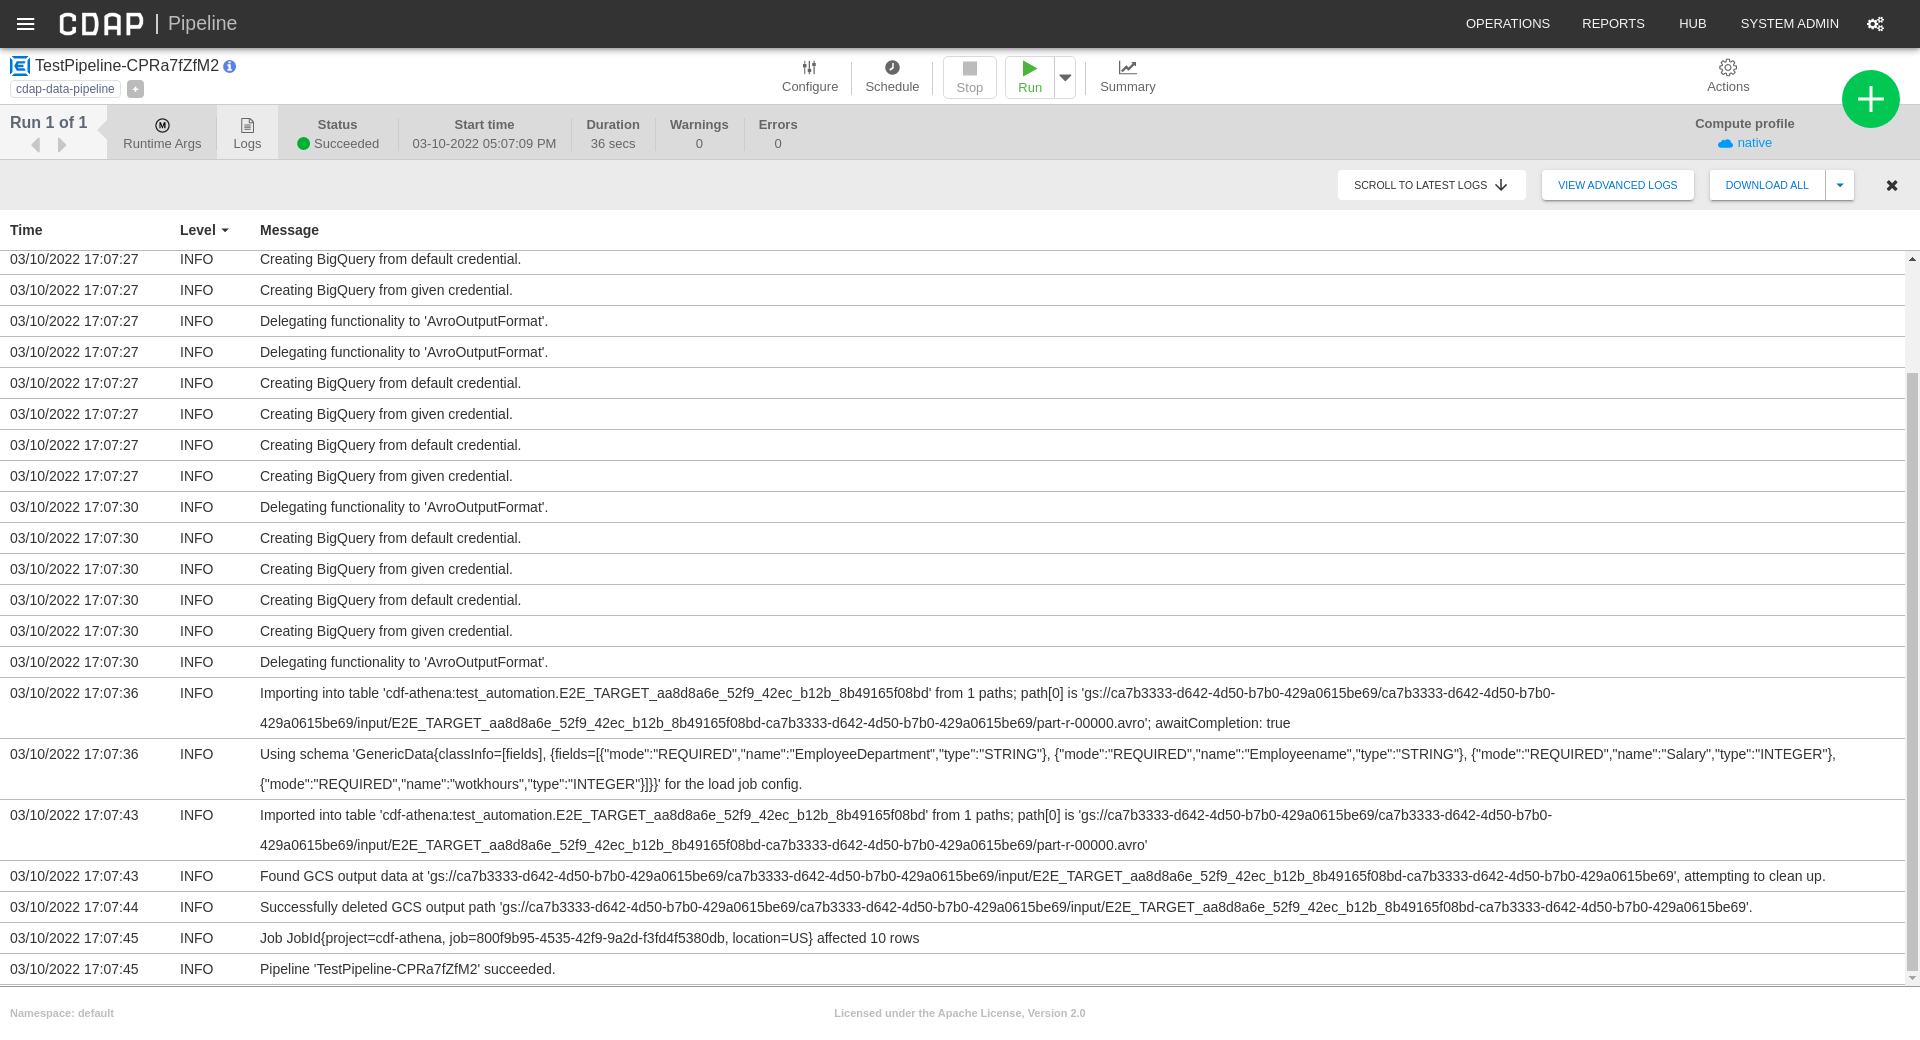 CDAP | Pipeline OPERATIONS REPORTS HUB SYSTEM ADMIN
TestPipeline-CPRa7fZfM2
cdap-data-pipeline +
Configure Schedule Stop Run Summary Actions
Run 1 of 1
Runtime Args
Logs
Status
Succeeded
Start time
03-10-2022 05:07:09 PM
Duration
36 secs
Warnings
0
Errors
0
Compute profile
native
SCROLL TO LATEST LOGS VIEW ADVANCED LOGS DOWNLOAD ALL
Time Level Message
03/10/2022 17:07:27 INFO Creating BigQuery from default credential.
03/10/2022 17:07:27 INFO Creating BigQuery from given credential.
03/10/2022 17:07:27 INFO Delegating functionality to 'AvroOutputFormat'.
03/10/2022 17:07:27 INFO Delegating functionality to 'AvroOutputFormat'.
03/10/2022 17:07:27 INFO Creating BigQuery from default credential.
03/10/2022 17:07:27 INFO Creating BigQuery from given credential.
03/10/2022 17:07:27 INFO Creating BigQuery from default credential.
03/10/2022 17:07:27 INFO Creating BigQuery from given credential.
03/10/2022 17:07:30 INFO Delegating functionality to 'AvroOutputFormat'.
03/10/2022 17:07:30 INFO Creating BigQuery from default credential.
03/10/2022 17:07:30 INFO Creating BigQuery from given credential.
03/10/2022 17:07:30 INFO Creating BigQuery from default credential.
03/10/2022 17:07:30 INFO Creating BigQuery from given credential.
03/10/2022 17:07:30 INFO Delegating functionality to 'AvroOutputFormat'.
03/10/2022 17:07:36 INFO Importing into table 'cdf-athena:test_automation.E2E_TARGET_aa8d8a6e_52f9_42ec_b12b_8b49165f08bd' from 1 paths; path[0] is 'gs://ca7b3333-d642-4d50-b7b0-429a0615be69/ca7b3333-d642-4d50-b7b0-
429a0615be69/input/E2E_TARGET_aa8d8a6e_52f9_42ec_b12b_8b49165f08bd-ca7b3333-d642-4d50-b7b0-429a0615be69/part-r-00000.avro'; awaitCompletion: true
03/10/2022 17:07:36 INFO Using schema 'GenericData{classInfo=[fields], {fields=[{"mode":"REQUIRED","name":"EmployeeDepartment","type":"STRING"}, {"mode":"REQUIRED","name":"Employeename","type":"STRING"}, {"mode":"REQUIRED","name":"Salary","type":"INTEGER"},
{"mode":"REQUIRED","name":"wotkhours","type":"INTEGER"}]}}' for the load job config.
03/10/2022 17:07:43 INFO Imported into table 'cdf-athena:test_automation.E2E_TARGET_aa8d8a6e_52f9_42ec_b12b_8b49165f08bd' from 1 paths; path[0] is 'gs://ca7b3333-d642-4d50-b7b0-429a0615be69/ca7b3333-d642-4d50-b7b0-
429a0615be69/input/E2E_TARGET_aa8d8a6e_52f9_42ec_b12b_8b49165f08bd-ca7b3333-d642-4d50-b7b0-429a0615be69/part-r-00000.avro'
03/10/2022 17:07:43 INFO Found GCS output data at 'gs://ca7b3333-d642-4d50-b7b0-429a0615be69/ca7b3333-d642-4d50-b7b0-429a0615be69/input/E2E_TARGET_aa8d8a6e_52f9_42ec_b12b_8b49165f08bd-ca7b3333-d642-4d50-b7b0-429a0615be69', attempting to clean up.
03/10/2022 17:07:44 INFO Successfully deleted GCS output path 'gs://ca7b3333-d642-4d50-b7b0-429a0615be69/ca7b3333-d642-4d50-b7b0-429a0615be69/input/E2E_TARGET_aa8d8a6e_52f9_42ec_b12b_8b49165f08bd-ca7b3333-d642-4d50-b7b0-429a0615be69'.
03/10/2022 17:07:45 INFO Job JobId{project=cdf-athena, job=800f9b95-4535-42f9-9a2d-f3fd4f5380db, location=US} affected 10 rows
03/10/2022 17:07:45 INFO Pipeline 'TestPipeline-CPRa7fZfM2' succeeded.
Namespace: default Licensed under the Apache License, Version 2.0